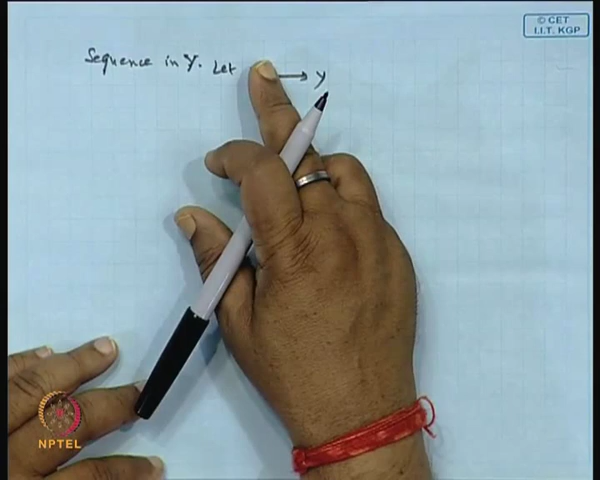 © CET
I.I.T. KGP
Sequence in Y. Let → y
NPTEL